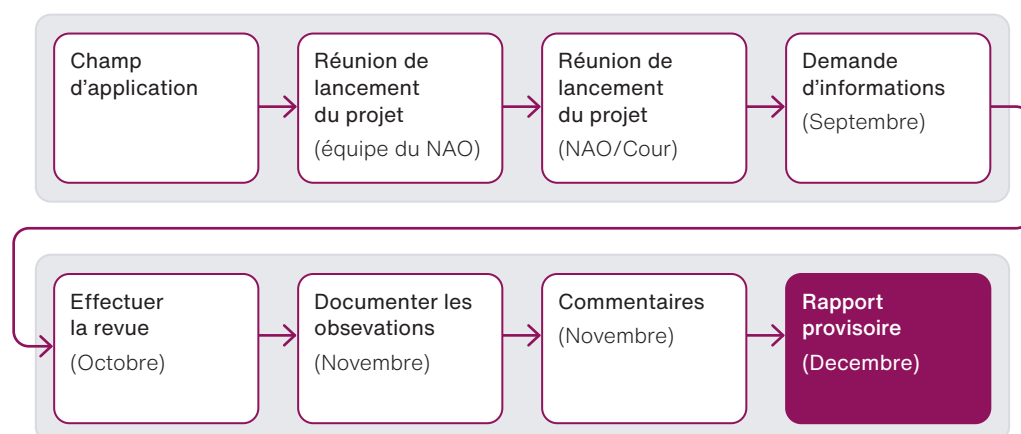 Champ
d'application
Réunion de
lancement
du projet
(équipe du NAO)
Réunion de
lancement
du projet
(NAO/Cour)
Demande
d'informations
(Septembre)
Effectuer
la revue
(Octobre)
Documenter les
obsevations
(Novembre)
Commentaires
(Novembre)
Rapport
provisoire
(Decembre)